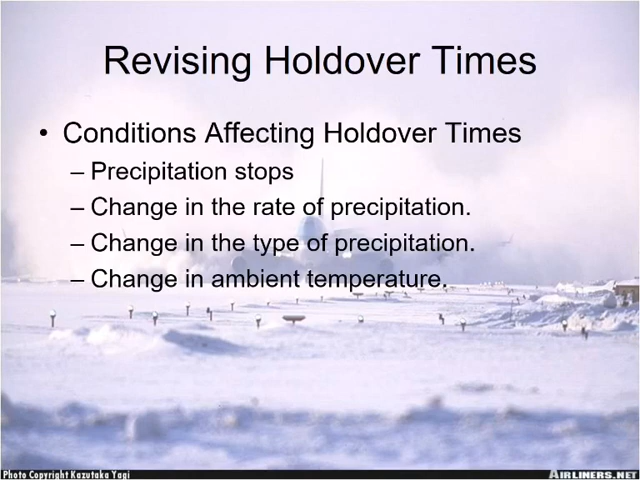 Revising Holdover Times
• Conditions Affecting Holdover Times
– Precipitation stops
– Change in the rate of precipitation.
– Change in the type of precipitation.
– Change in ambient temperature.
Photo Copyright Kazutaka Yagi
AIRLINERS.NET